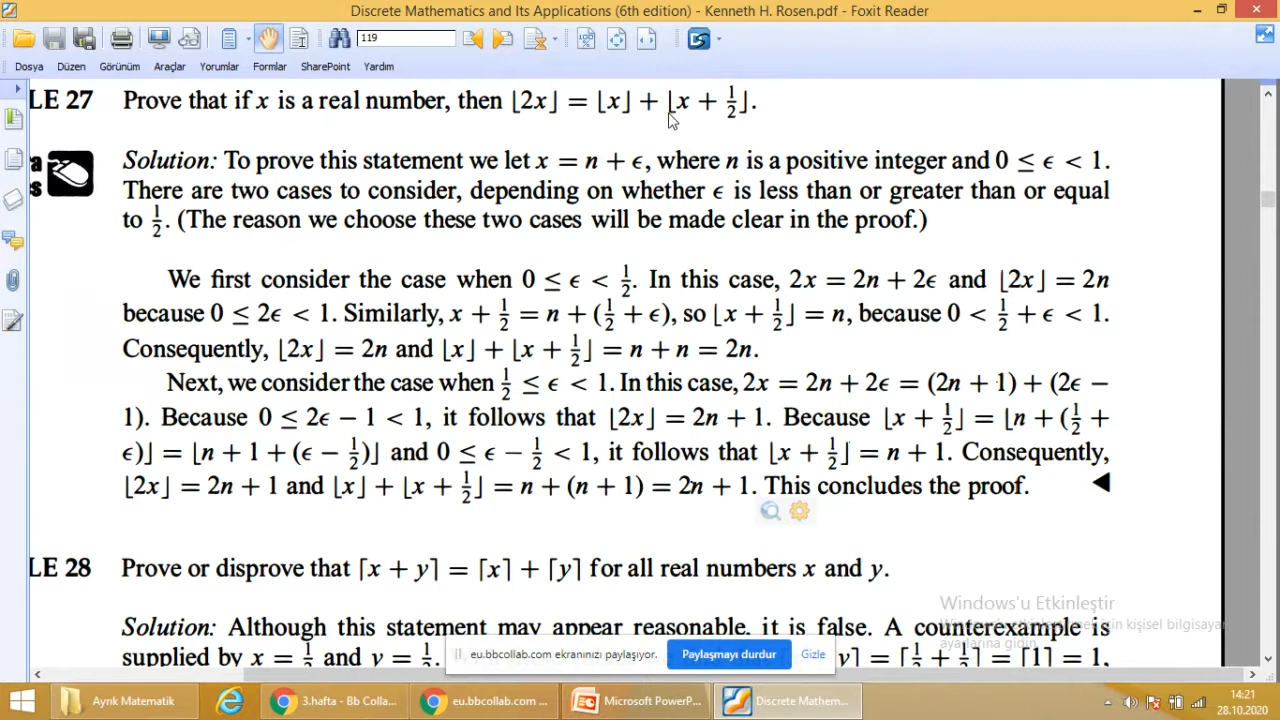 Discrete Mathematics and Its Applications (6th edition) - Kenneth H. Rosen.pdf - Foxit Reader
119
Dosya Düzen Görünüm Araçlar Yorumlar Formlar SharePoint Yardım
LE 27 Prove that if x is a real number, then ⌊2x⌋ = ⌊x⌋ + ⌊x + 1/2⌋.
Solution: To prove this statement we let x = n + ϵ, where n is a positive integer and 0 ≤ ϵ < 1.
There are two cases to consider, depending on whether ϵ is less than or greater than or equal
to 1/2. (The reason we choose these two cases will be made clear in the proof.)
We first consider the case when 0 ≤ ϵ < 1/2. In this case, 2x = 2n + 2ϵ and ⌊2x⌋ = 2n
because 0 ≤ 2ϵ < 1. Similarly, x + 1/2 = n + (1/2 + ϵ), so ⌊x + 1/2⌋ = n, because 0 < 1/2 + ϵ < 1.
Consequently, ⌊2x⌋ = 2n and ⌊x⌋ + ⌊x + 1/2⌋ = n + n = 2n.
Next, we consider the case when 1/2 ≤ ϵ < 1. In this case, 2x = 2n + 2ϵ = (2n + 1) + (2ϵ −
1). Because 0 ≤ 2ϵ − 1 < 1, it follows that ⌊2x⌋ = 2n + 1. Because ⌊x + 1/2⌋ = ⌊n + (1/2 +
ϵ)⌋ = ⌊n + 1 + (ϵ − 1/2)⌋ and 0 ≤ ϵ − 1/2 < 1, it follows that ⌊x + 1/2⌋ = n + 1. Consequently,
⌊2x⌋ = 2n + 1 and ⌊x⌋ + ⌊x + 1/2⌋ = n + (n + 1) = 2n + 1. This concludes the proof.
LE 28 Prove or disprove that ⌈x + y⌉ = ⌈x⌉ + ⌈y⌉ for all real numbers x and y.
Windows'u Etkinleştir
Solution: Although this statement may appear reasonable, it is false. A counterexample is
için kişisel bilgisayar
ayarlarına gidin.
supplied by x = 1/2 and y = 1/2. y⌉ = ⌈1/2 + 1/2⌉ = ⌈1⌉ = 1,
eu.bbcollab.com ekranınızı paylaşıyor. Paylaşmayı durdur Gizle
Ayrık Matematik 3.hafta - Bb Colla... eu.bbcollab.com ... Microsoft PowerP... Discrete Mathem...
14:21
28.10.2020